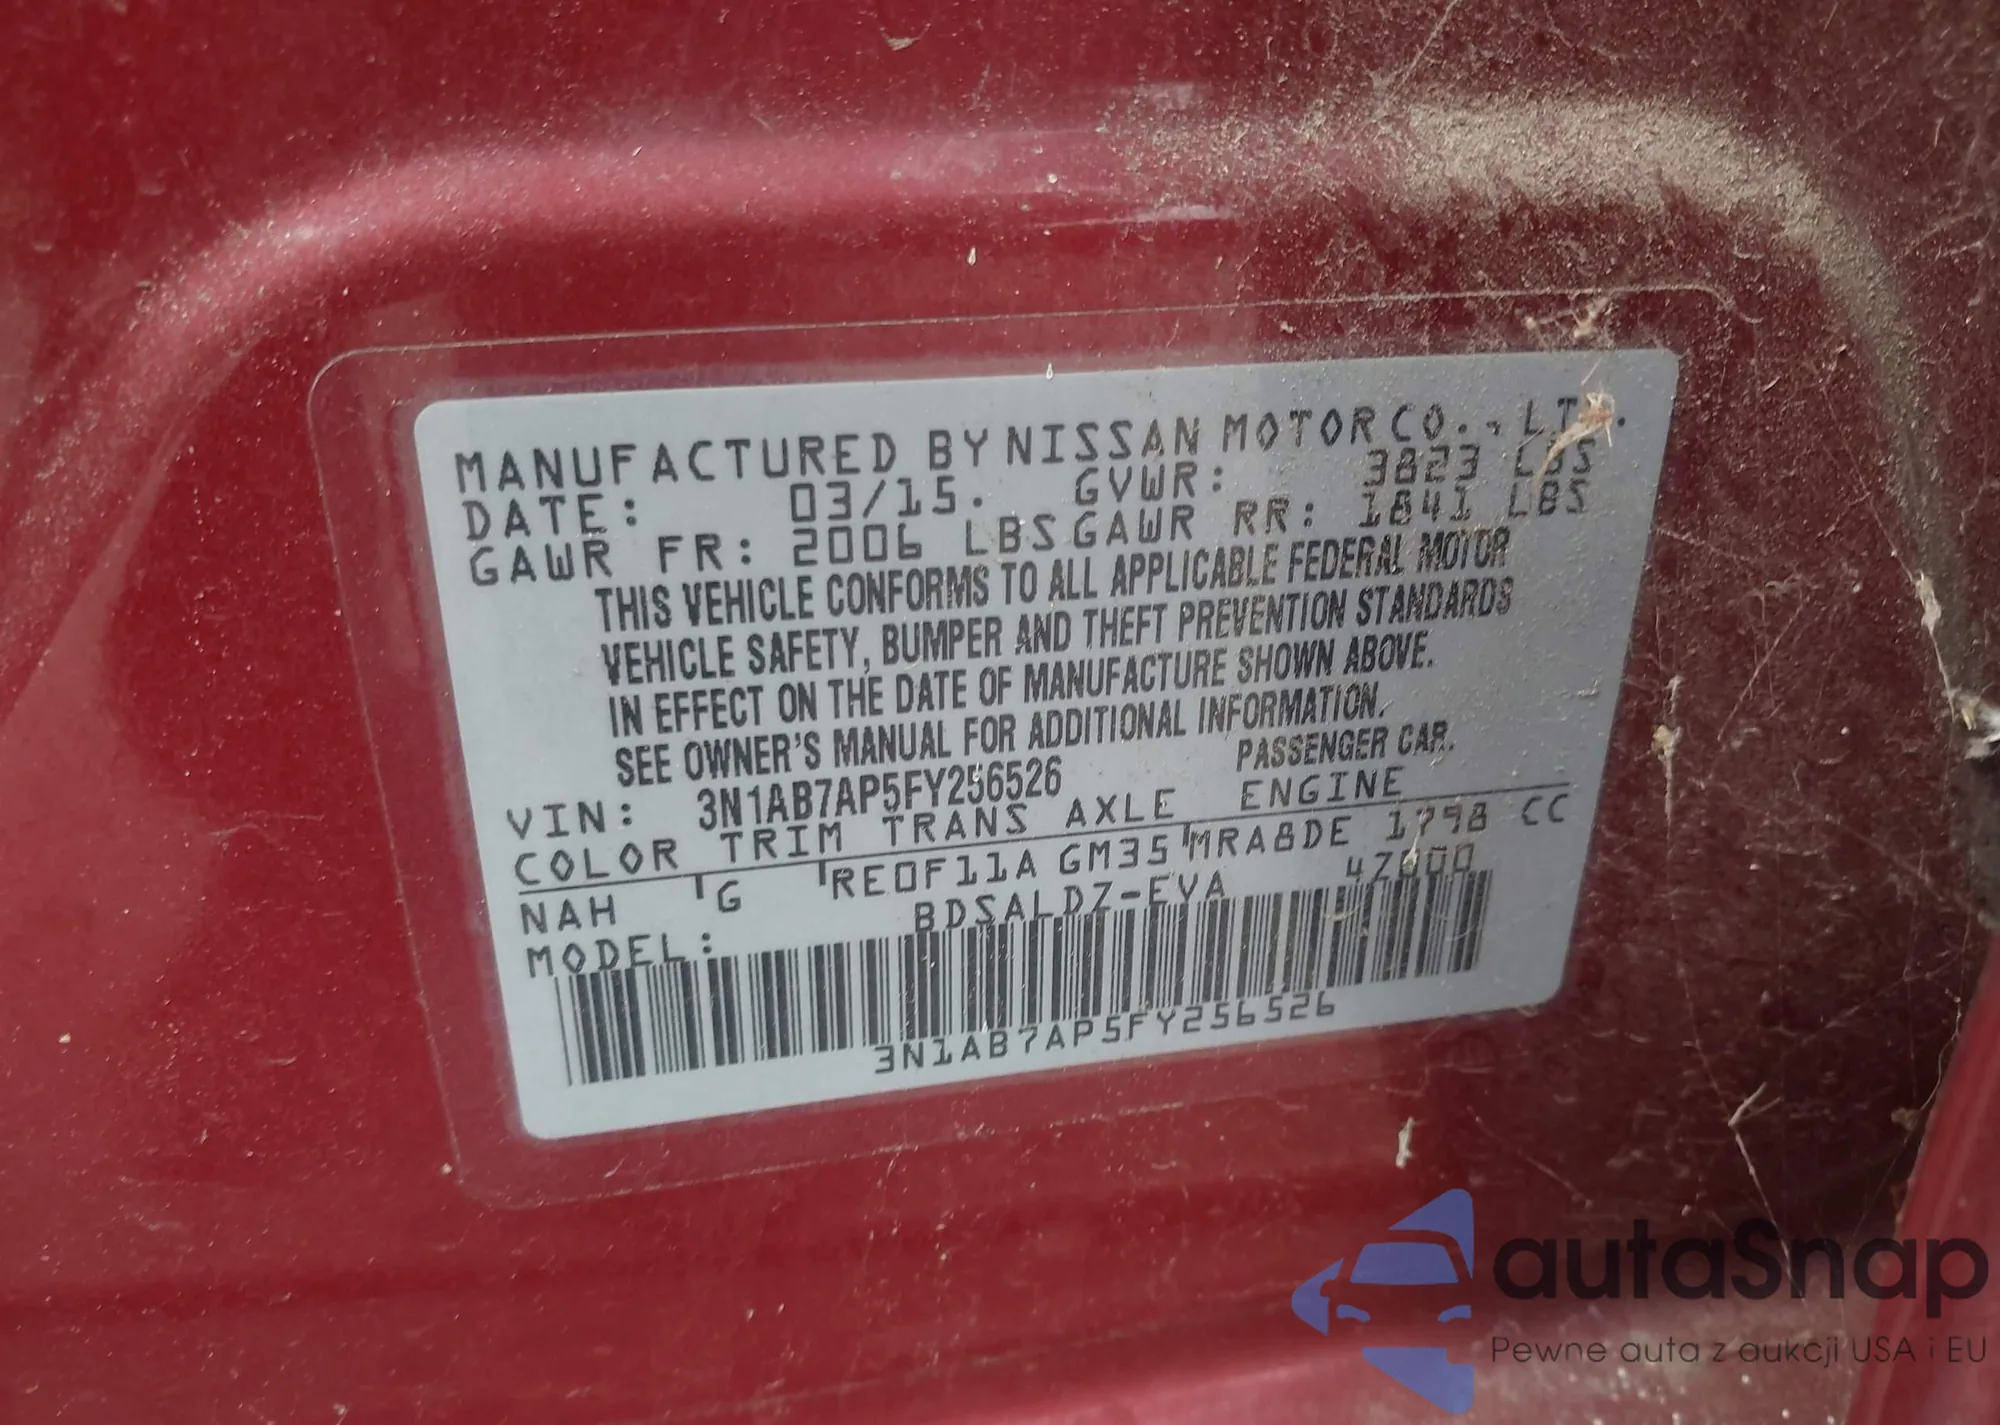 MANUFACTURED BY NISSAN MOTOR CO., LTD.
DATE: 03/15. GVWR: 3823 LBS
GAWR FR: 2006 LBS GAWR RR: 1841 LBS
THIS VEHICLE CONFORMS TO ALL APPLICABLE FEDERAL MOTOR
VEHICLE SAFETY, BUMPER AND THEFT PREVENTION STANDARDS
IN EFFECT ON THE DATE OF MANUFACTURE SHOWN ABOVE.
SEE OWNER'S MANUAL FOR ADDITIONAL INFORMATION.
VIN: 3N1AB7AP5FY256526 PASSENGER CAR.
COLOR TRIM TRANS AXLE ENGINE
NAH G RE0F11A GM35 MRA8DE 1798 CC
MODEL: BDSALDZ-EVA 47000
3N1AB7AP5FY256526
autaSnap
Pewne auta z aukcji USA i EU